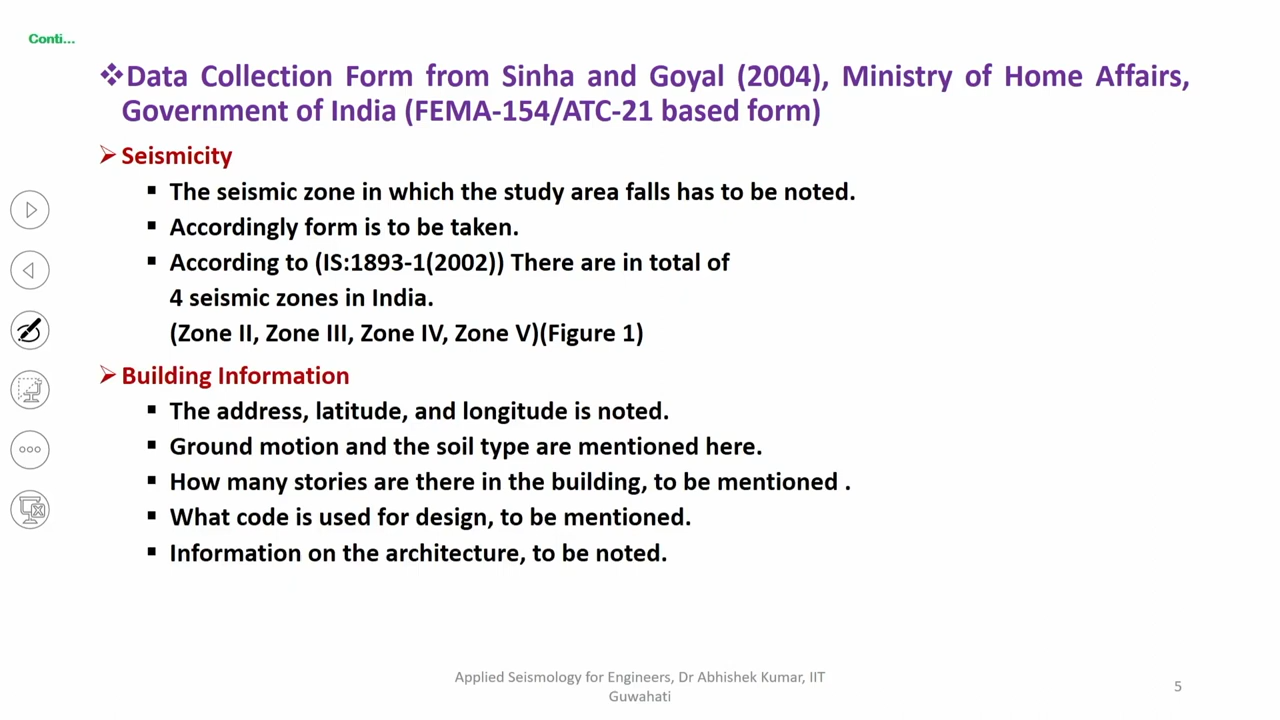 Conti...
❖Data Collection Form from Sinha and Goyal (2004), Ministry of Home Affairs,
Government of India (FEMA-154/ATC-21 based form)
➢Seismicity
▪ The seismic zone in which the study area falls has to be noted.
▪ Accordingly form is to be taken.
▪ According to (IS:1893-1(2002)) There are in total of
4 seismic zones in India.
(Zone II, Zone III, Zone IV, Zone V)(Figure 1)
➢Building Information
▪ The address, latitude, and longitude is noted.
▪ Ground motion and the soil type are mentioned here.
▪ How many stories are there in the building, to be mentioned .
▪ What code is used for design, to be mentioned.
▪ Information on the architecture, to be noted.
Applied Seismology for Engineers, Dr Abhishek Kumar, IIT
Guwahati
5